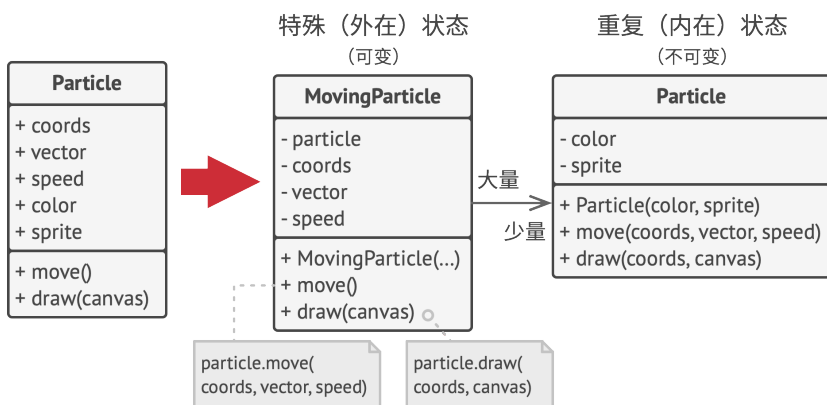 Particle
+ coords
+ vector
+ speed
+ color
+ sprite
+ move()
+ draw(canvas)
特殊（外在）状态
（可变）
MovingParticle
- particle
- coords
- vector
- speed
+ MovingParticle(...)
+ move()
+ draw(canvas)
particle.move(
coords, vector, speed)
particle.draw(
coords, canvas)
大量
少量
重复（内在）状态
（不可变）
Particle
- color
- sprite
+ Particle(color, sprite)
+ move(coords, vector, speed)
+ draw(coords, canvas)